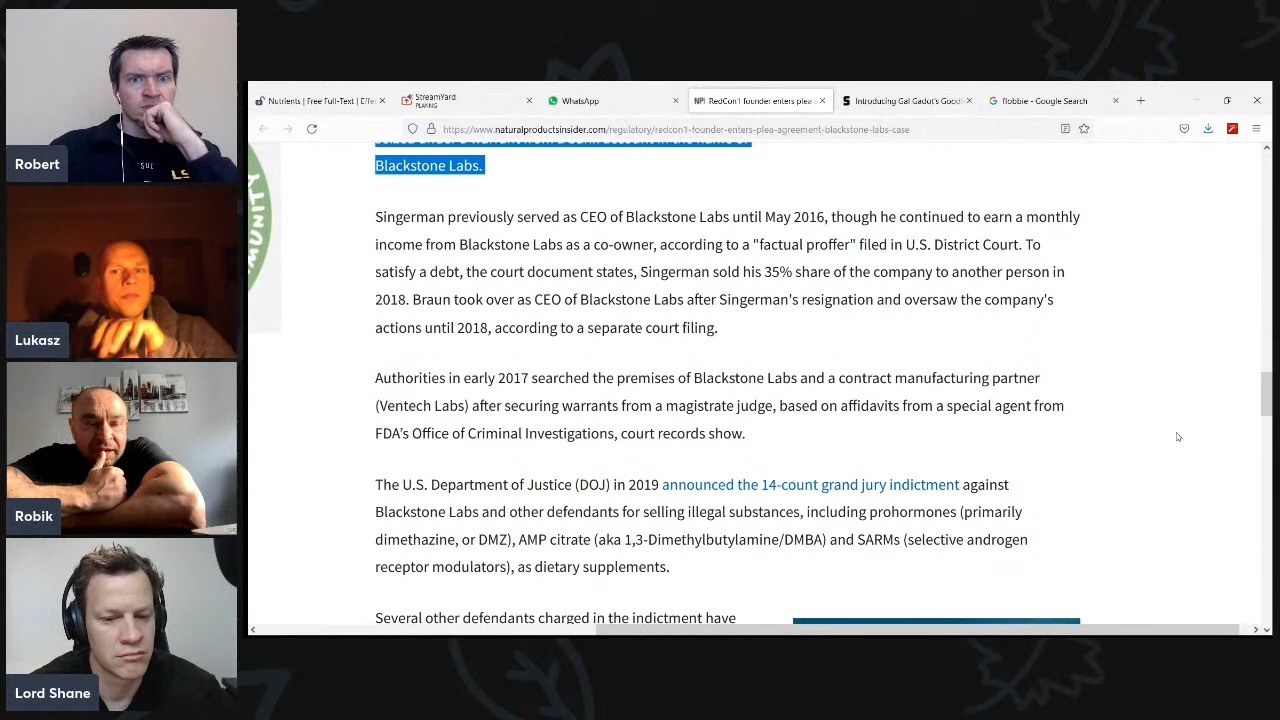 Robert
Lukasz
Robik
Lord Shane
Nutrients | Free Full-Text | Effec
StreamYard
PLAYING
WhatsApp
NPI RedCon1 founder enters plea a
Introducing Gal Gadot's Goodl
flobbie - Google Search
https://www.naturalproductsinsider.com/regulatory/redcon1-founder-enters-plea-agreement-blackstone-labs-case
Blackstone Labs.
Singerman previously served as CEO of Blackstone Labs until May 2016, though he continued to earn a monthly
income from Blackstone Labs as a co-owner, according to a "factual proffer" filed in U.S. District Court. To
satisfy a debt, the court document states, Singerman sold his 35% share of the company to another person in
2018. Braun took over as CEO of Blackstone Labs after Singerman's resignation and oversaw the company's
actions until 2018, according to a separate court filing.
Authorities in early 2017 searched the premises of Blackstone Labs and a contract manufacturing partner
(Ventech Labs) after securing warrants from a magistrate judge, based on affidavits from a special agent from
FDA's Office of Criminal Investigations, court records show.
The U.S. Department of Justice (DOJ) in 2019 announced the 14-count grand jury indictment against
Blackstone Labs and other defendants for selling illegal substances, including prohormones (primarily
dimethazine, or DMZ), AMP citrate (aka 1,3-Dimethylbutylamine/DMBA) and SARMs (selective androgen
receptor modulators), as dietary supplements.
Several other defendants charged in the indictment have
MUNITY